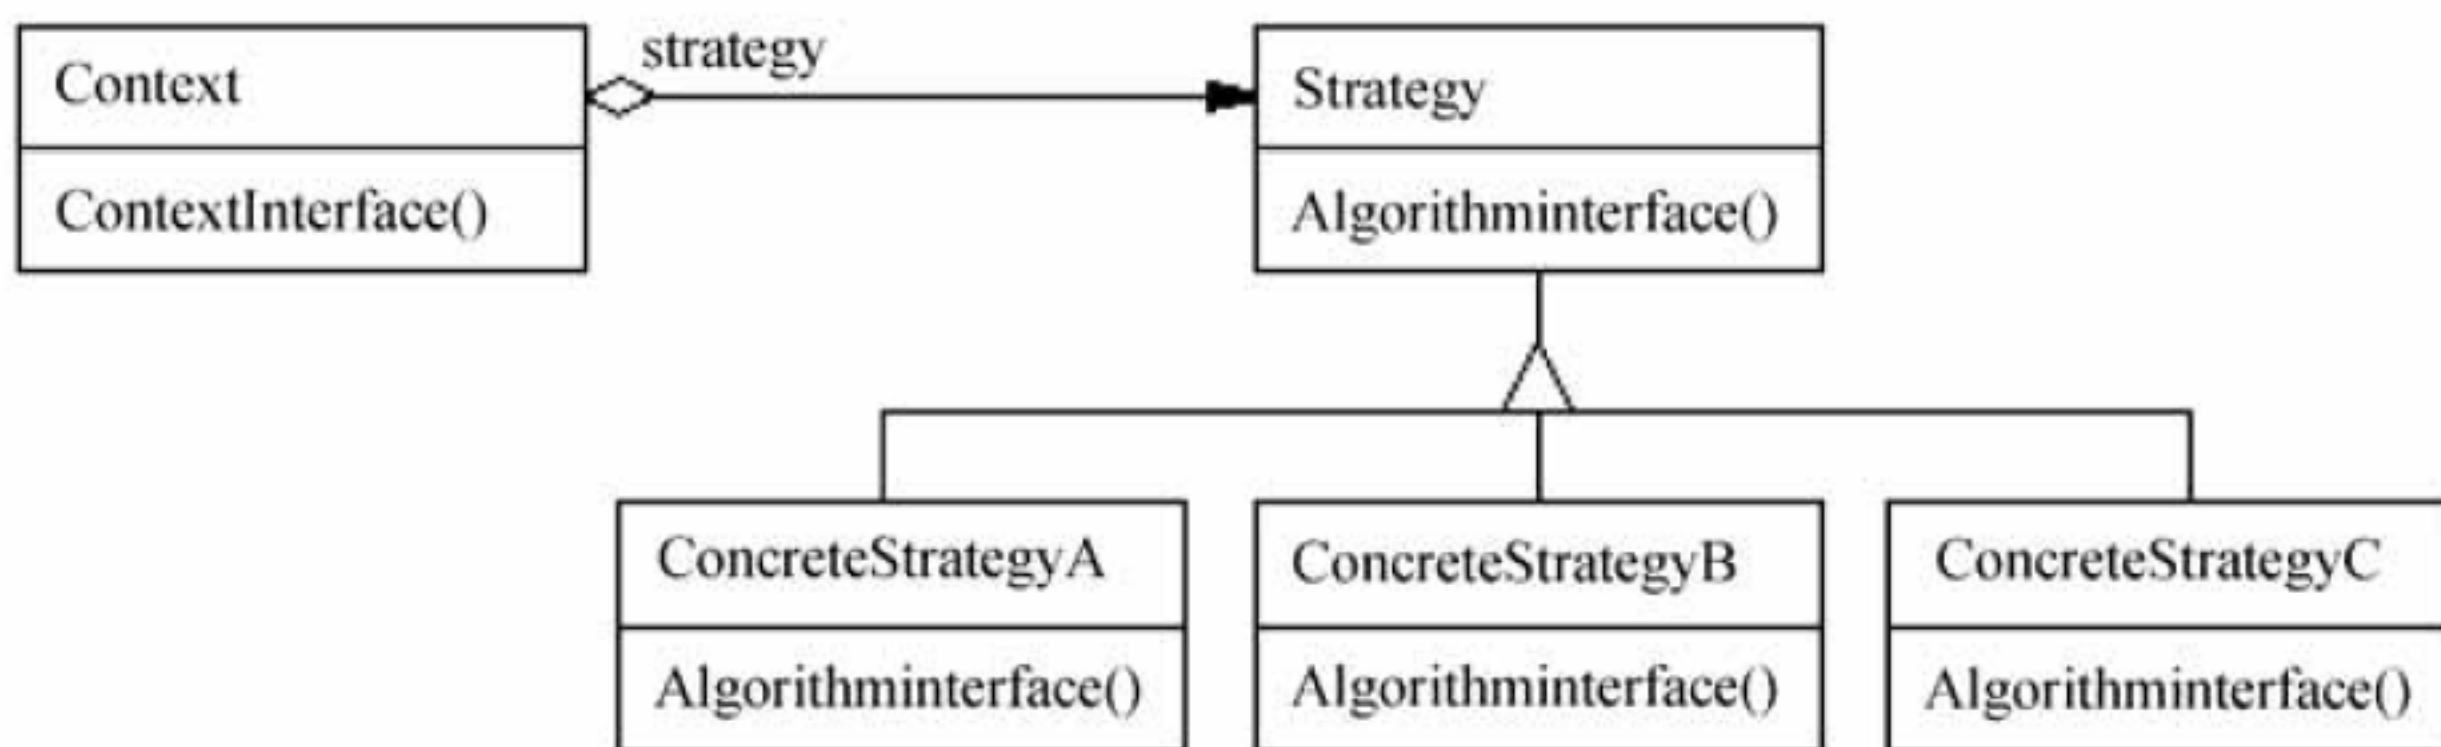 strategy
Context
Strategy
ContextInterface()
Algorithminterface()
ConcreteStrategyA
ConcreteStrategyB
ConcreteStrategyC
Algorithminterface()
Algorithminterface()
Algorithminterface()